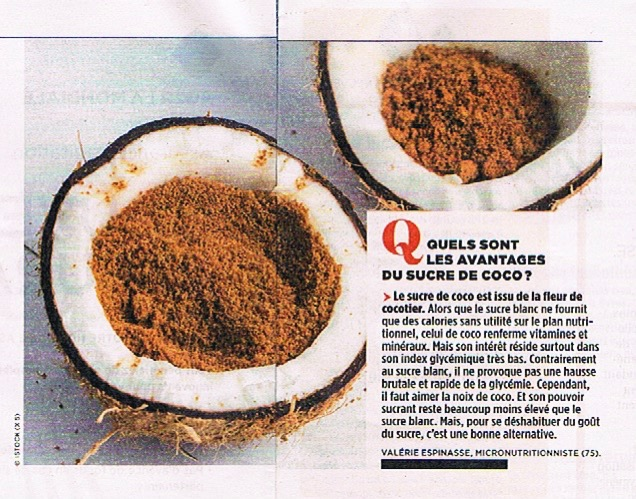 QUELS SONT
LES AVANTAGES
DU SUCRE DE COCO ?
> Le sucre de coco est issu de la fleur de
cocotier. Alors que le sucre blanc ne fournit
que des calories sans utilité sur le plan nutri-
tionnel, celui de coco renferme vitamines et
minéraux. Mais son intérêt réside surtout dans
son index glycémique très bas. Contrairement
au sucre blanc, il ne provoque pas une hausse
brutale et rapide de la glycémie. Cependant,
il faut aimer la noix de coco. Et son pouvoir
sucrant reste beaucoup moins élevé que le
sucre blanc. Mais, pour se déshabituer du goût
du sucre, c'est une bonne alternative.
VALÉRIE ESPINASSE, MICRONUTRITIONNISTE (75).
© ISTOCK (X 5)